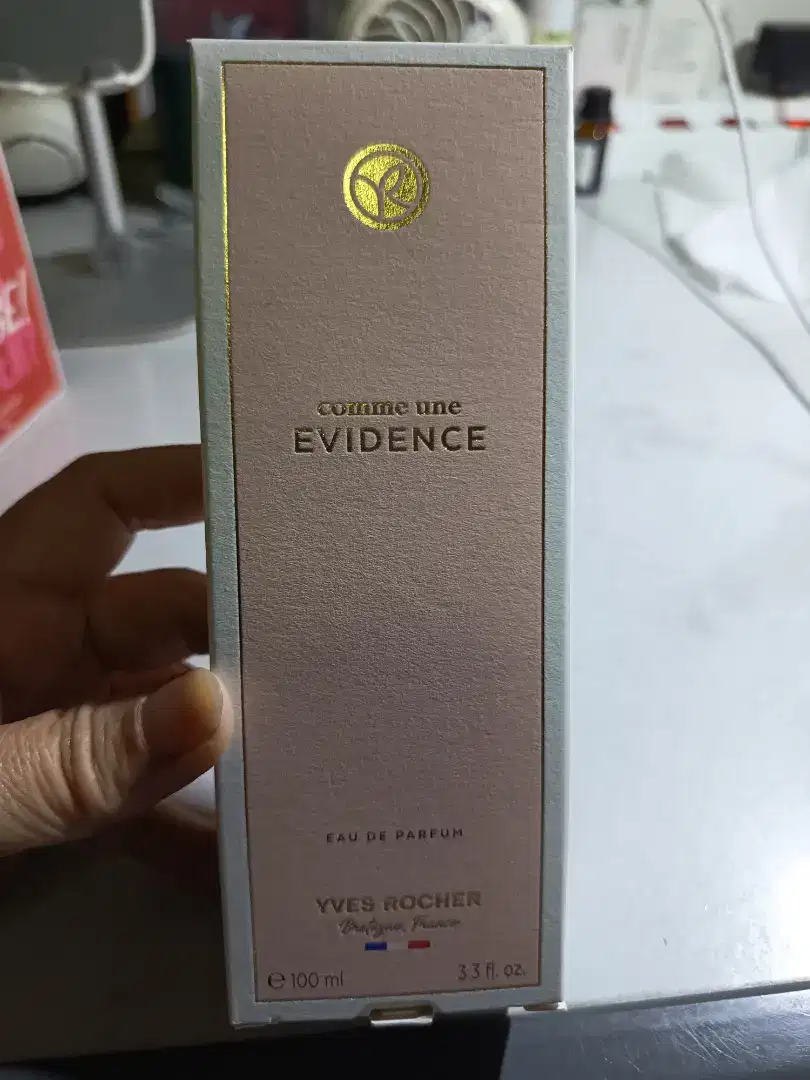 comme une
EVIDENCE
EAU DE PARFUM
YVES ROCHER
Bretagne, France
e 100 ml 3.3 fl. oz.